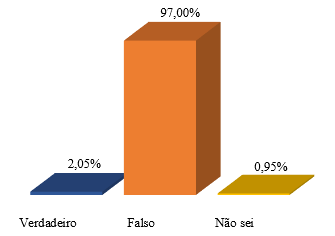 97,00%
2,05%
0,95%
Verdadeiro
Falso
Não sei